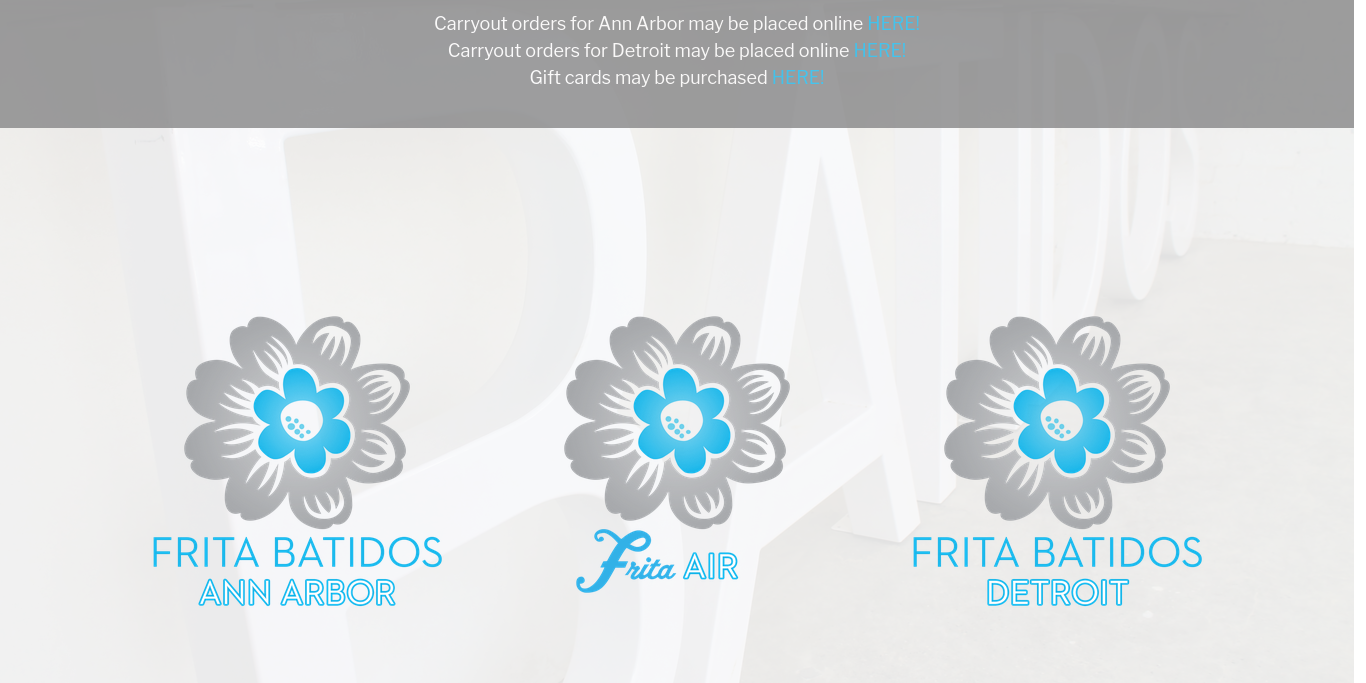 Carryout orders for Ann Arbor may be placed online HERE!
Carryout orders for Detroit may be placed online HERE!
Gift cards may be purchased HERE!
BATIDOS
FRITA BATIDOS
ANN ARBOR
Frita AIR
FRITA BATIDOS
DETROIT